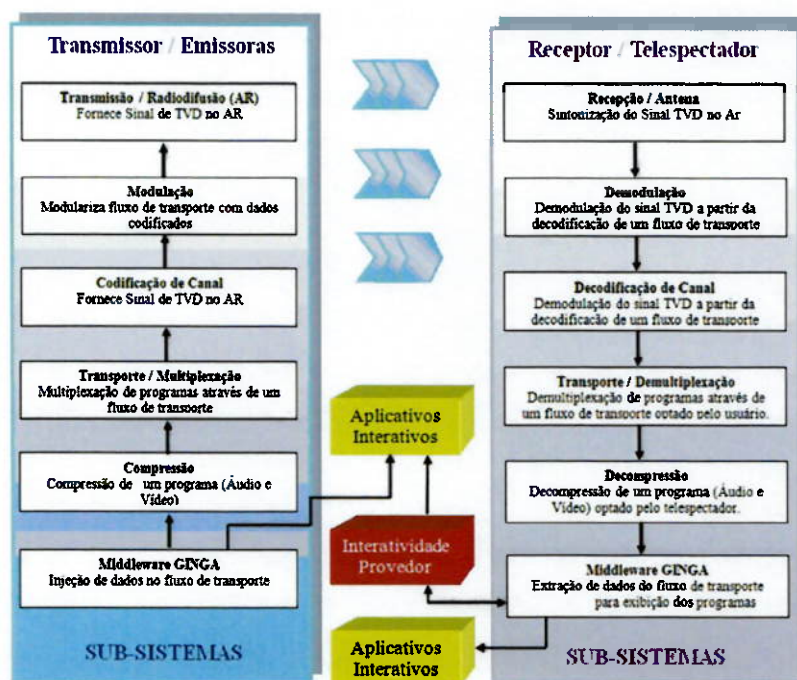 Transmissor / Emissoras
Transmissão / Radiodifusão (AR)
Fornece Sinal de TVD no AR
Modulação
Modulariza fluxo de transporte com dados
codificados
Codificação de Canal
Fornece Sinal de TVD no AR
Transporte / Multiplexação
Multiplexação de programas através de um
fluxo de transporte
Compressão
Compressão de um programa (Áudio e
Vídeo)
Middleware GINGA
Injeção de dados no fluxo de transporte
SUB-SISTEMAS
Aplicativos
Interativos
Interatividade
Provedor
Aplicativos
Interativos
Receptor / Telespectador
Recepção / Antena
Sintonização do Sinal TVD no Ar
Demodulação
Demodulação do sinal TVD a partir da
decodificação de um fluxo de transporte
Decodificação de Canal
Demodulação do sinal TVD a partir da
decodificação de um fluxo de transporte
Transporte / Demultiplexação
Demultiplexação de programas através de
um fluxo de transporte optado pelo usuário.
Decompressão
Decompressão de um programa (Áudio e
Vídeo) optado pelo telespectador.
Middleware GINGA
Extração de dados do fluxo de transporte
para exibição dos programas
SUB-SISTEMAS